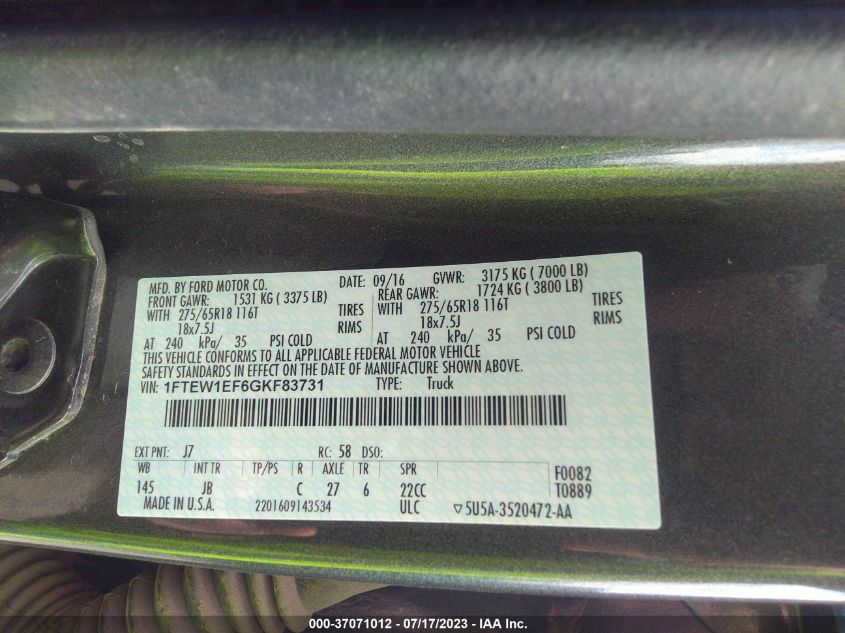 MFD. BY FORD MOTOR CO. DATE: 09/16 GVWR: 3175 KG ( 7000 LB)
FRONT GAWR: 1531 KG ( 3375 LB) REAR GAWR: 1724 KG ( 3800 LB)
WITH 275/65R18 116T TIRES WITH 275/65R18 116T TIRES
18x7.5J RIMS 18x7.5J RIMS
AT 240 kPa/ 35 PSI COLD AT 240 kPa/ 35 PSI COLD
THIS VEHICLE CONFORMS TO ALL APPLICABLE FEDERAL MOTOR VEHICLE
SAFETY STANDARDS IN EFFECT ON THE DATE OF MANUFACTURE SHOWN ABOVE.
VIN: 1FTEW1EF6GKF83731 TYPE: Truck
EXT PNT: J7 RC: 58 DSO:
WB INT TR TP/PS R AXLE TR SPR F0082
145 JB C 27 6 22CC T0889
MADE IN U.S.A. 2201609143534 ULC ▽5U5A-3520472-AA
000-37071012 - 07/17/2023 - IAA Inc.